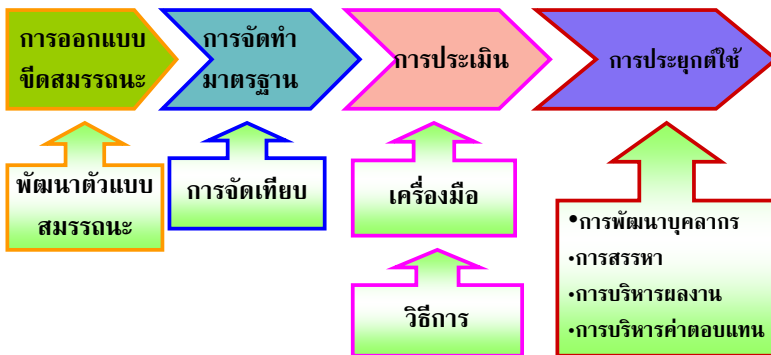 การออกแบบ
ขีดสมรรถนะ
การจัดทำ
มาตรฐาน
การประเมิน
การประยุกต์ใช้
พัฒนาตัวแบบ
สมรรถนะ
การจัดเทียบ
เครื่องมือ
วิธีการ
•การพัฒนาบุคลากร
•การสรรหา
•การบริหารผลงาน
•การบริหารค่าตอบแทน